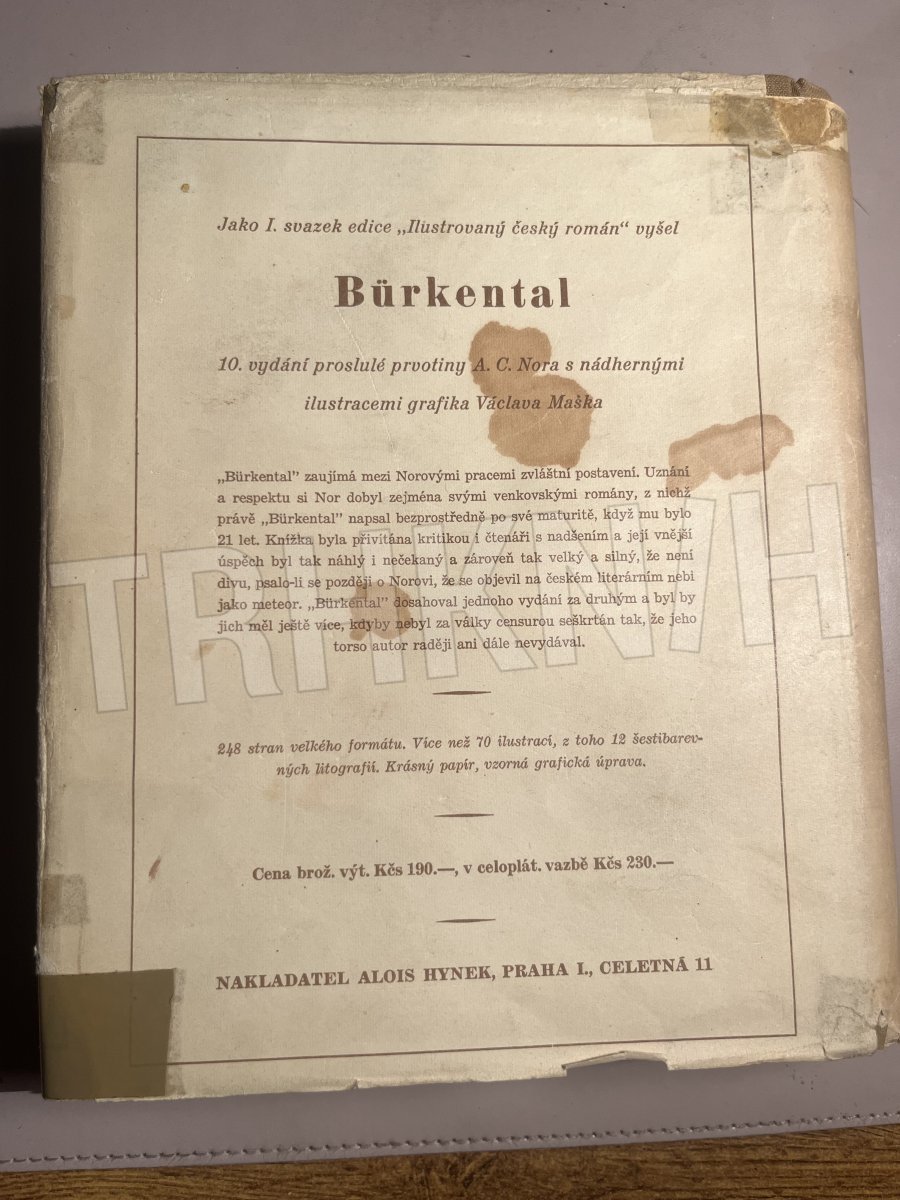 Jako I. svazek edice „Ilustrovaný český román“ vyšel
Bürkental
10. vydání proslulé prvotiny A. C. Nora s nádhernými
ilustracemi grafika Václava Maška
„Bürkental” zaujímá mezi Norovými pracemi zvláštní postavení. Uznání
a respektu si Nor dobyl zejména svými venkovskými romány, z nichž
právě „Bürkental” napsal bezprostředně po své maturitě, když mu bylo
21 let. Knížka byla přivítána kritikou i čtenáři s nadšením a její vnější
úspěch byl tak náhlý i nečekaný a zároveň tak velký a silný, že není
divu, psalo-li se později o Norovi, že se objevil na českém literárním nebi
jako meteor. „Bürkental” dosahoval jednoho vydání za druhým a byl by
jich měl ještě více, kdyby nebyl za války censurou seškrtán tak, že jeho
torso autor raději ani dále nevydával.
248 stran velkého formátu. Více než 70 ilustrací, z toho 12 šestibarev-
ných litografií. Krásný papír, vzorná grafická úprava.
Cena brož. výt. Kčs 190.—, v celoplát. vazbě Kčs 230.—
NAKLADATEL ALOIS HYNEK, PRAHA I., CELETNÁ 11
TRHKNIH